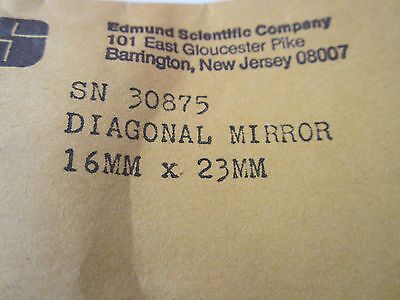 Edmund Scientific Company
101 East Gloucester Pike
Barrington, New Jersey 08007
SN 30875
DIAGONAL MIRROR
16MM x 23MM